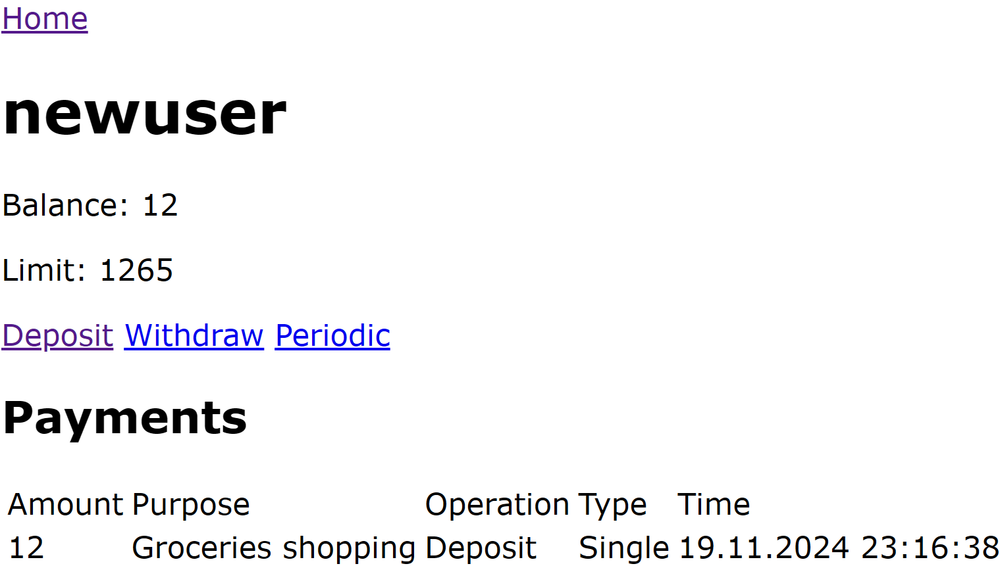 Home
newuser
Balance: 12
Limit: 1265
Deposit Withdraw Periodic
Payments
Amount Purpose Operation Type Time
12 Groceries shopping Deposit Single 19.11.2024 23:16:38